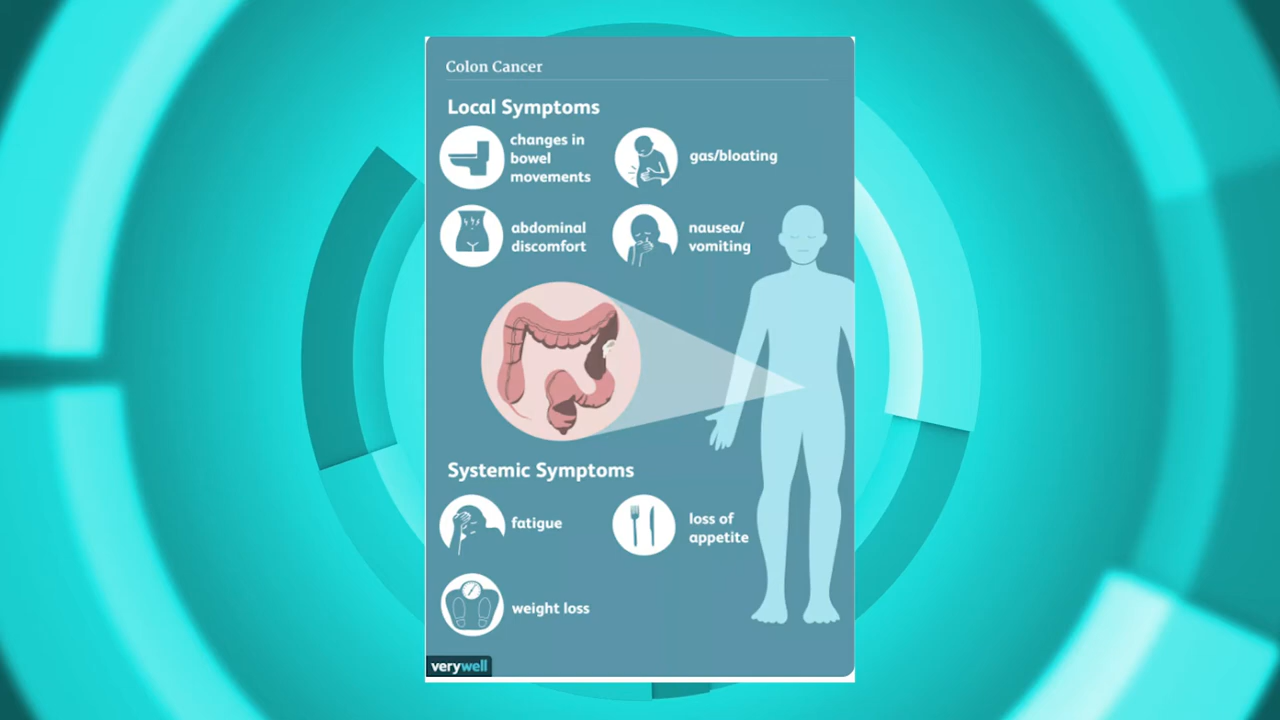 Colon Cancer
Local Symptoms
changes in
bowel
movements
gas/bloating
abdominal
discomfort
nausea/
vomiting
Systemic Symptoms
fatigue
loss of
appetite
weight loss
verywell